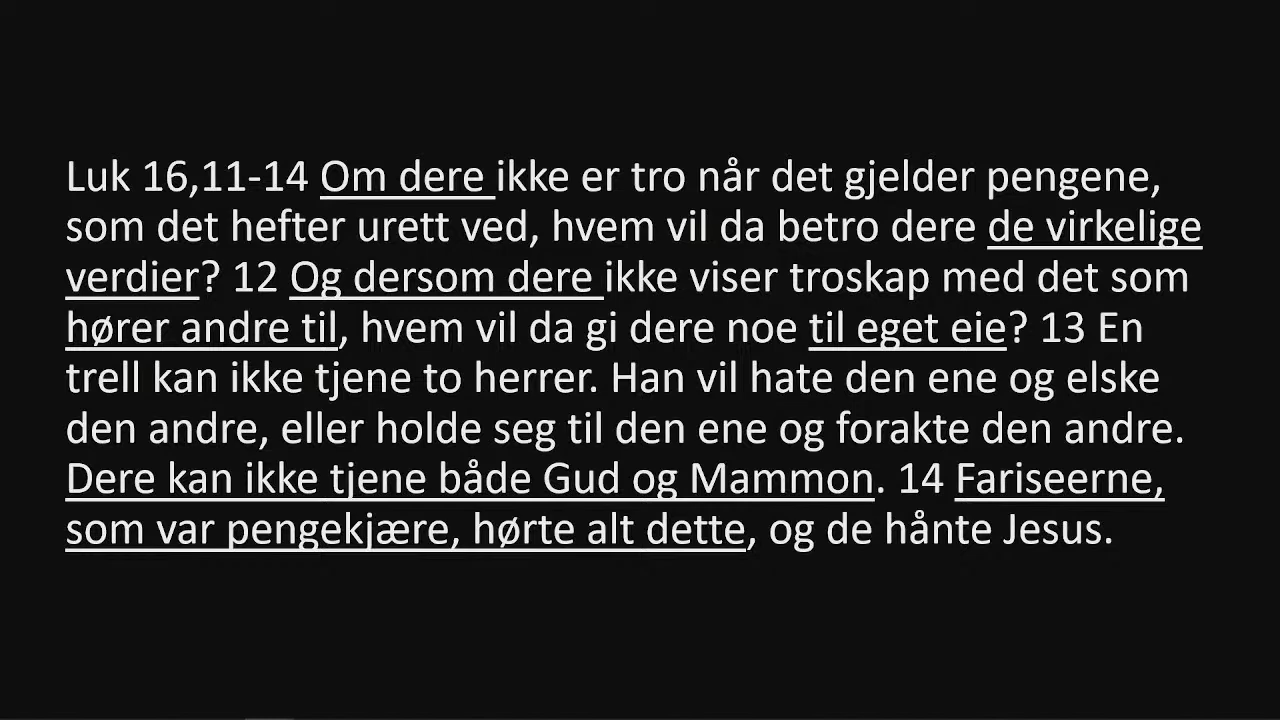 Luk 16,11-14 Om dere ikke er tro når det gjelder pengene,
som det hefter urett ved, hvem vil da betro dere de virkelige
verdier? 12 Og dersom dere ikke viser troskap med det som
hører andre til, hvem vil da gi dere noe til eget eie? 13 En
trell kan ikke tjene to herrer. Han vil hate den ene og elske
den andre, eller holde seg til den ene og forakte den andre.
Dere kan ikke tjene både Gud og Mammon. 14 Fariseerne,
som var pengekjære, hørte alt dette, og de hånte Jesus.